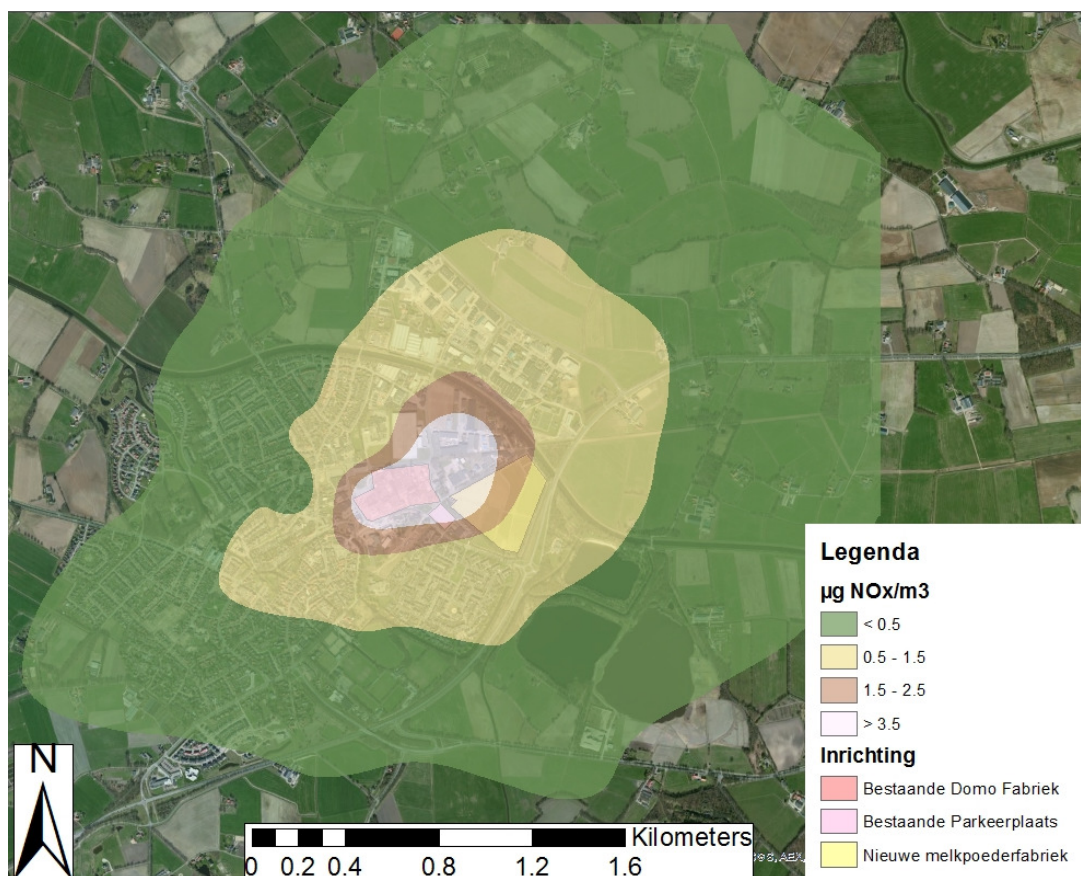 Legenda
µg NOx/m3
< 0.5
0.5 - 1.5
1.5 - 2.5
> 3.5
Inrichting
Bestaande Domo Fabriek
Bestaande Parkeerplaats
Nieuwe melkpoederfabriek
N
Kilometers
0 0.2 0.4 0.8 1.2 1.6